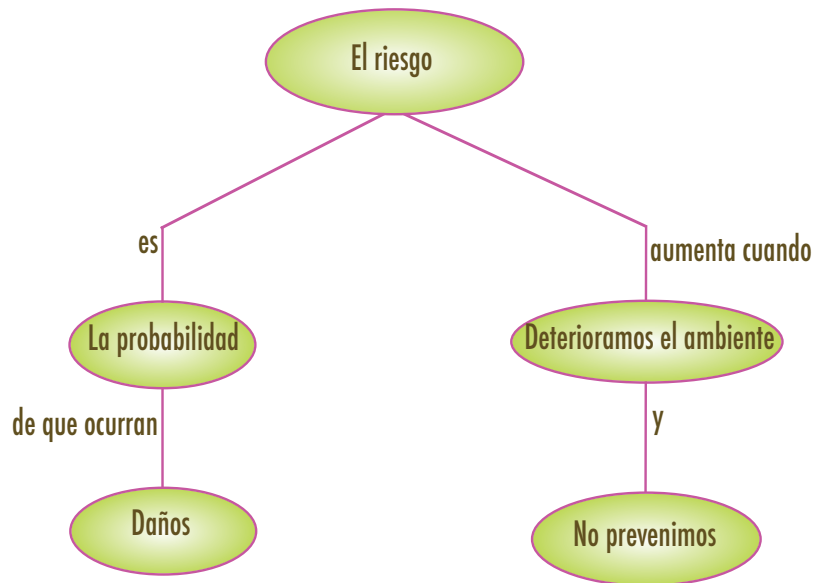 El riesgo
es
aumenta cuando
La probabilidad
Deterioramos el ambiente
de que ocurran
y
Daños
No prevenimos